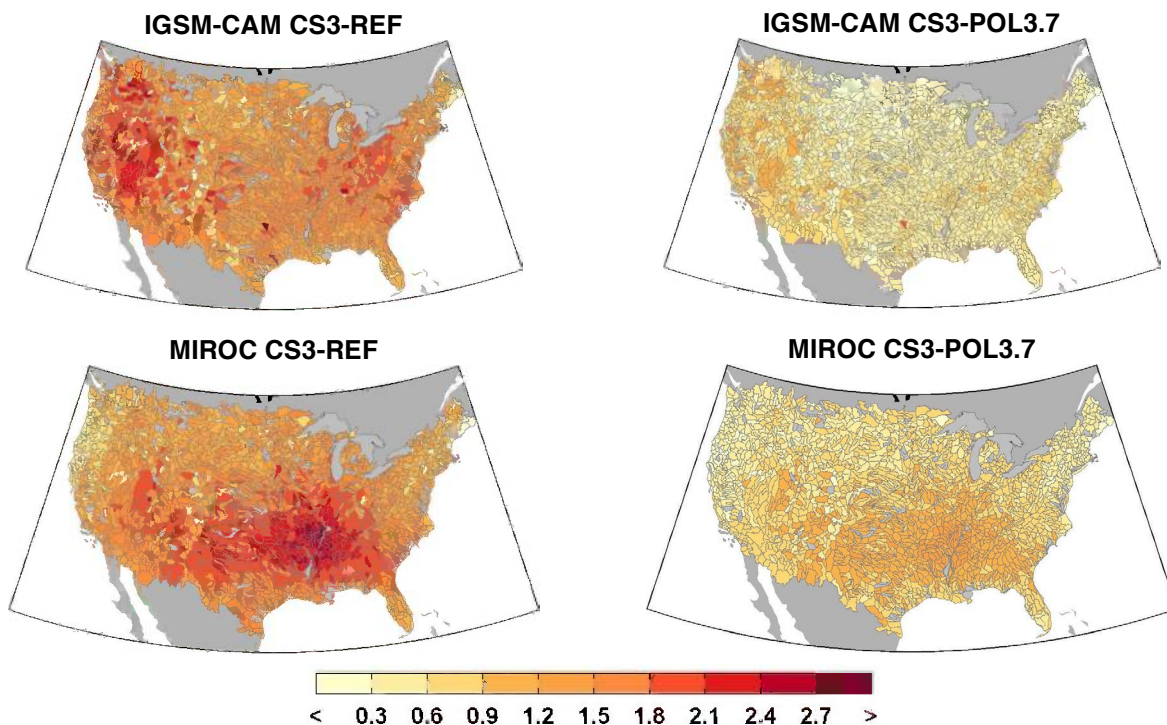 IGSM-CAM CS3-REF
IGSM-CAM CS3-POL3.7
MIROC CS3-REF
MIROC CS3-POL3.7
< 0.3 0.6 0.9 1.2 1.5 1.8 2.1 2.4 2.7 >